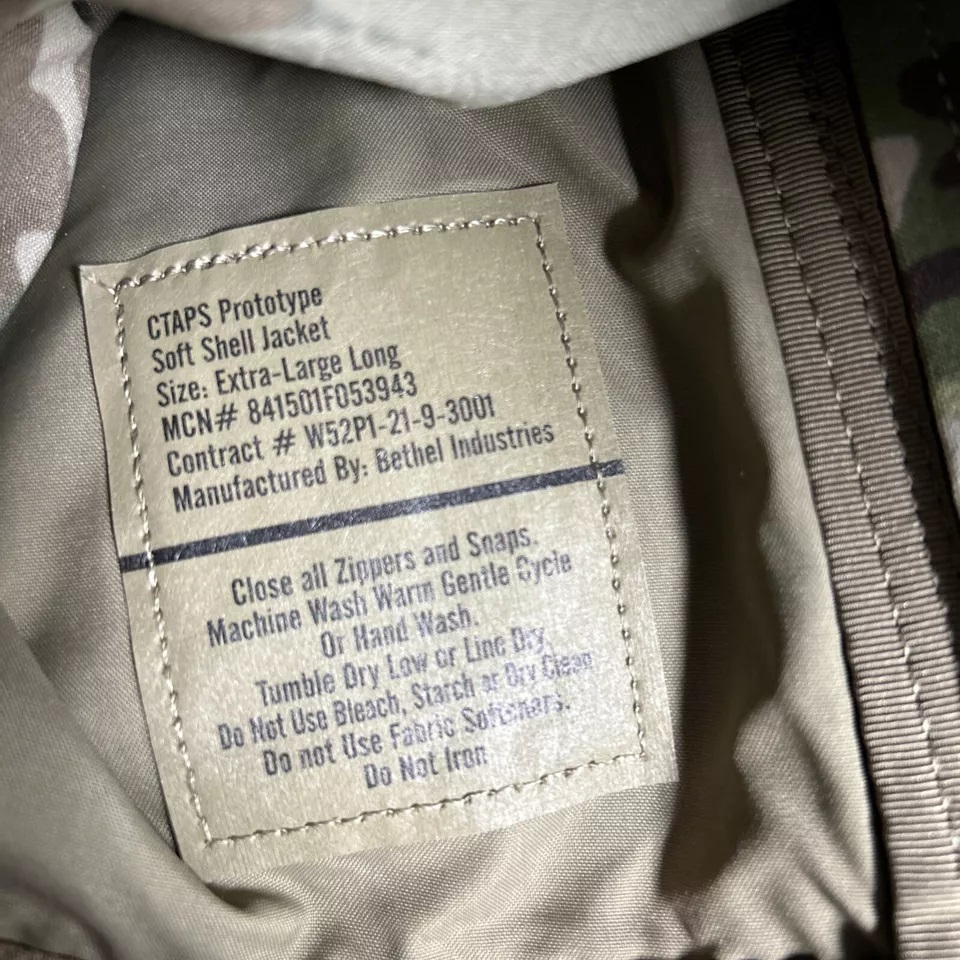 CTAPS Prototype
Soft Shell Jacket
Size: Extra-Large Long
MCN# 841501F053943
Contract # W52P1-21-9-3001
Manufactured By: Bethel Industries
Close all Zippers and Snaps.
Machine Wash Warm Gentle Cycle
Or Hand Wash.
Tumble Dry Low or Line Dry.
Do Not Use Bleach, Starch or Dry Clean
Do not Use Fabric Softeners.
Do Not Iron